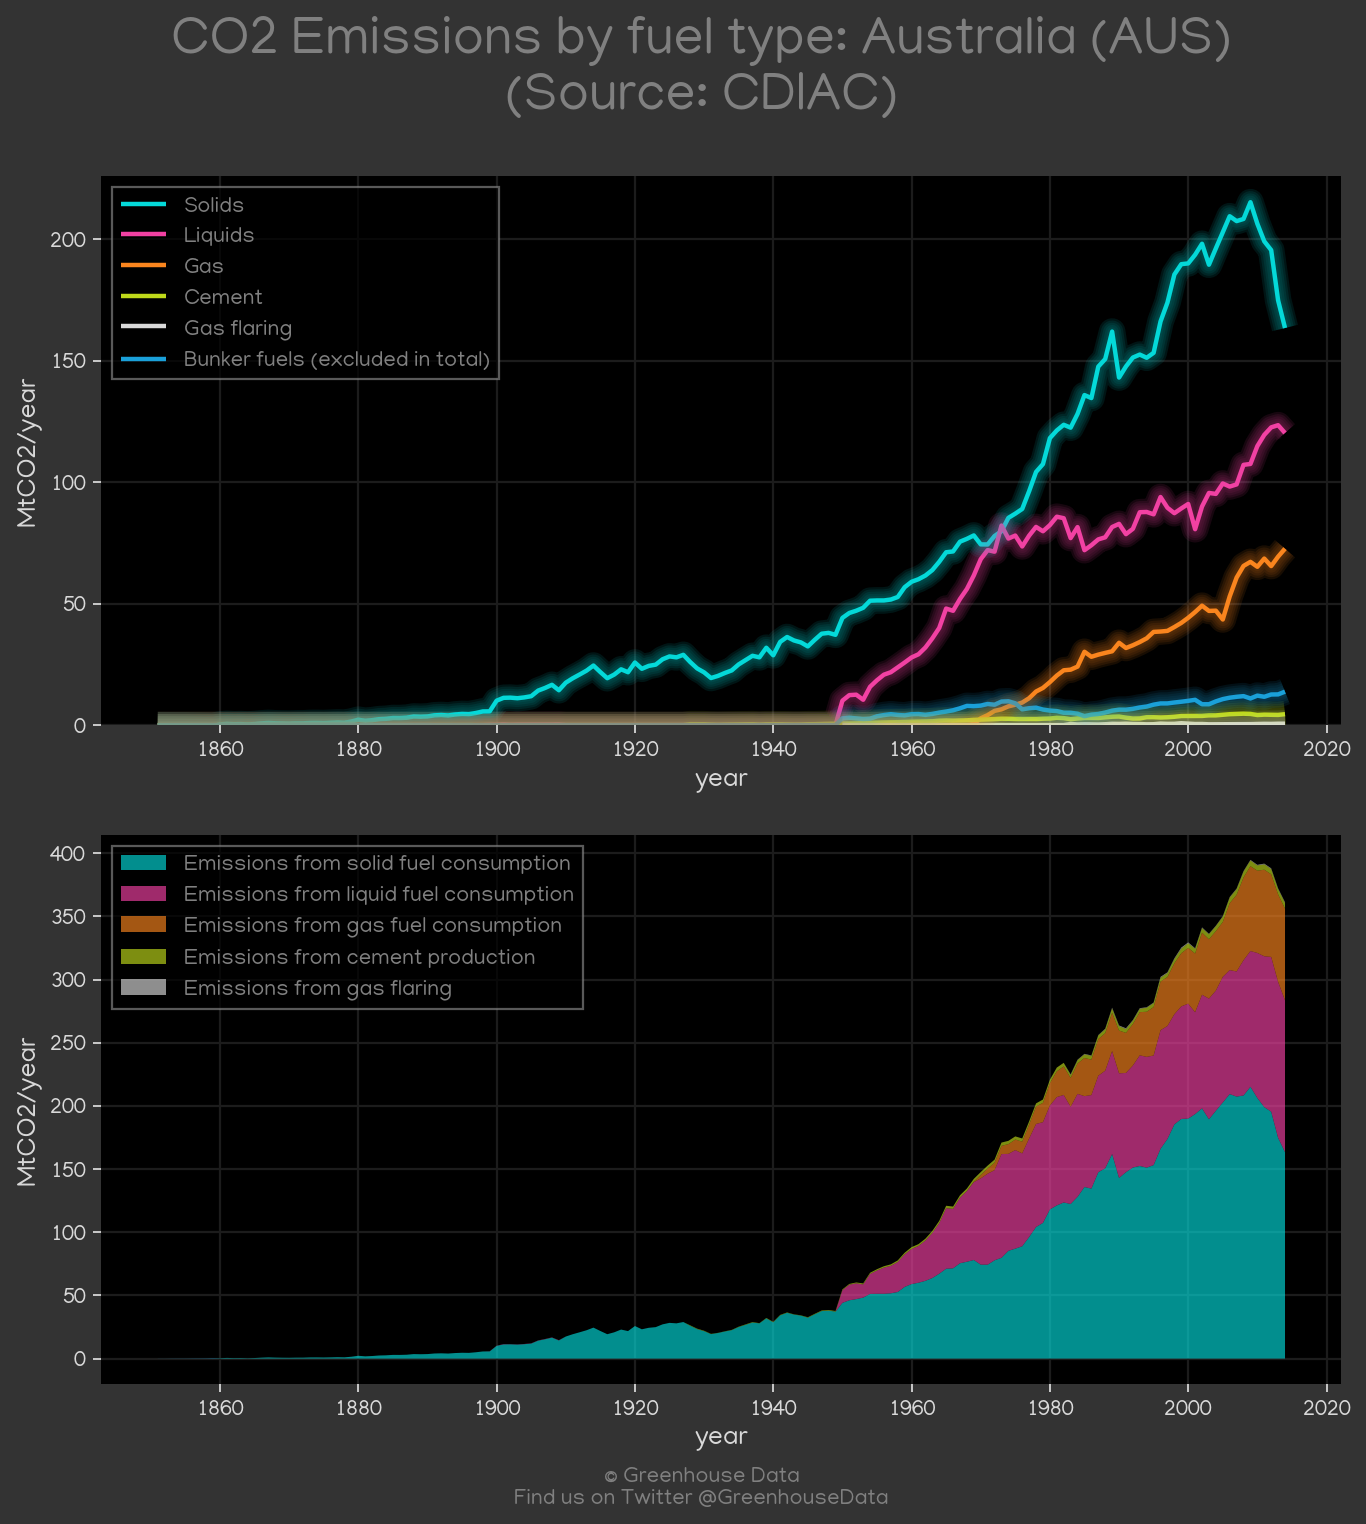 CO2 Emissions by fuel type: Australia (AUS)
(Source: CDIAC)
Solids
Liquids
Gas
Cement
Gas flaring
Bunker fuels (excluded in total)
MtCO2/year
200
150
100
50
0
1860 1880 1900 1920 1940 1960 1980 2000 2020
year
Emissions from solid fuel consumption
Emissions from liquid fuel consumption
Emissions from gas fuel consumption
Emissions from cement production
Emissions from gas flaring
MtCO2/year
400
350
300
250
200
150
100
50
0
1860 1880 1900 1920 1940 1960 1980 2000 2020
year
© Greenhouse Data
Find us on Twitter @GreenhouseData